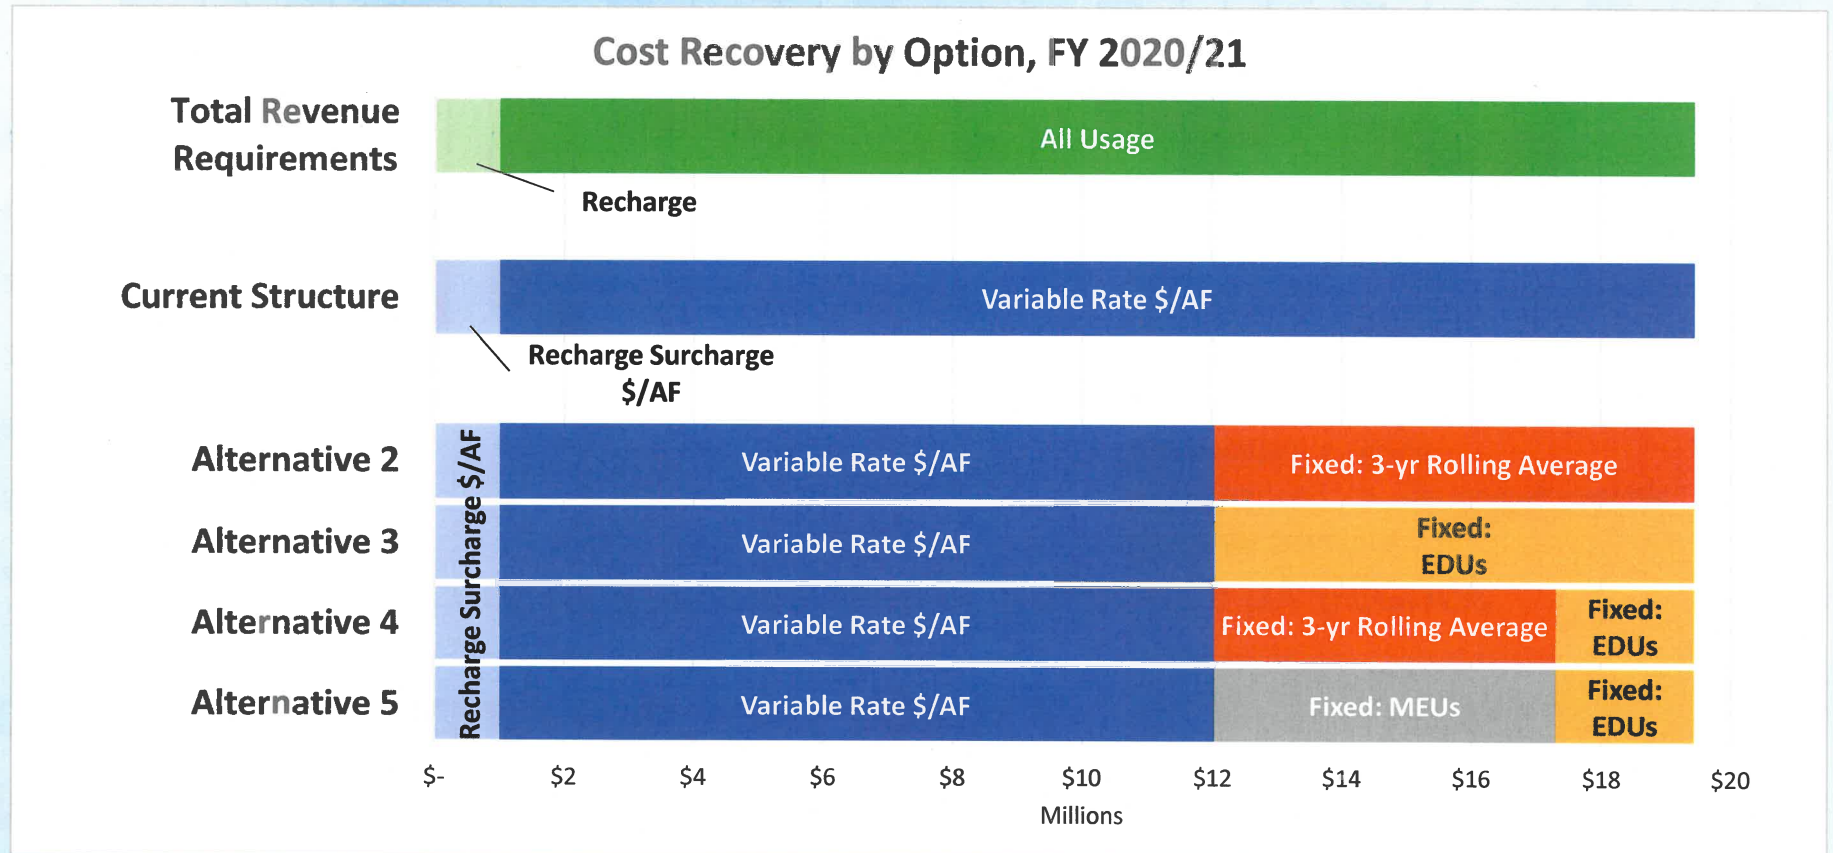 Cost Recovery by Option, FY 2020/21
Total Revenue
Requirements
All Usage
Recharge
Current Structure
Variable Rate $/AF
Recharge Surcharge
$/AF
Recharge Surcharge $/AF
Alternative 2
Variable Rate $/AF
Fixed: 3-yr Rolling Average
Alternative 3
Variable Rate $/AF
Fixed:
EDUs
Alternative 4
Variable Rate $/AF
Fixed: 3-yr Rolling Average
Fixed:
EDUs
Alternative 5
Variable Rate $/AF
Fixed: MEUs
Fixed:
EDUs
$- $2 $4 $6 $8 $10 $12 $14 $16 $18 $20
Millions